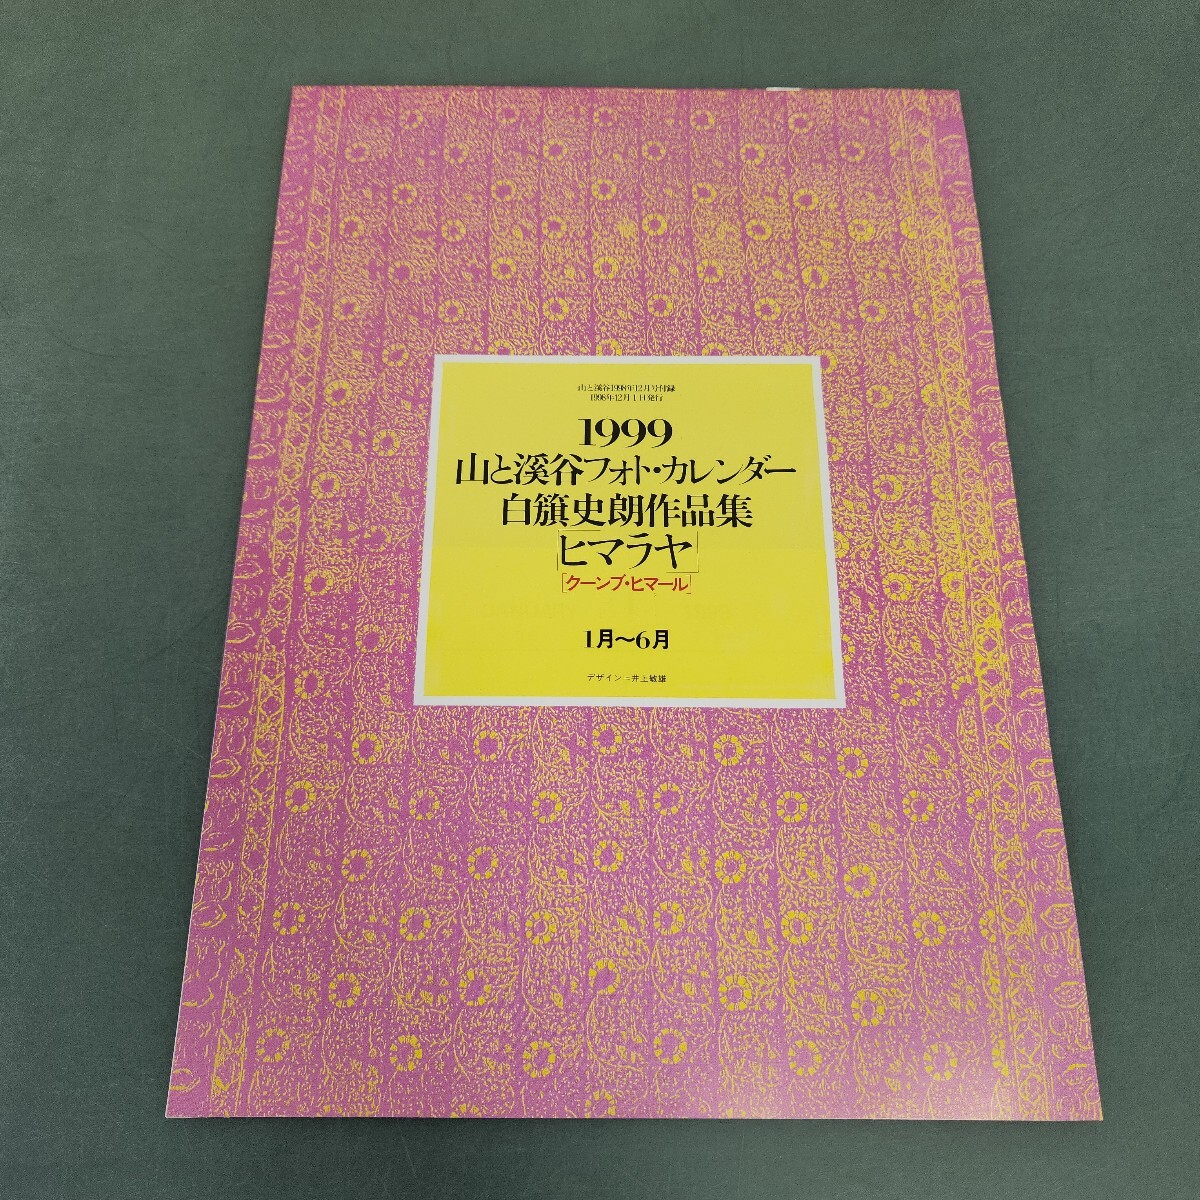 山と溪谷1998年12月号付録
1998年12月1日発行
1999
山と溪谷フォト・カレンダー
白籏史朗作品集
[ヒマラヤ]
[クーンブ・ヒマール]
1月〜6月
デザイン=井上敏雄